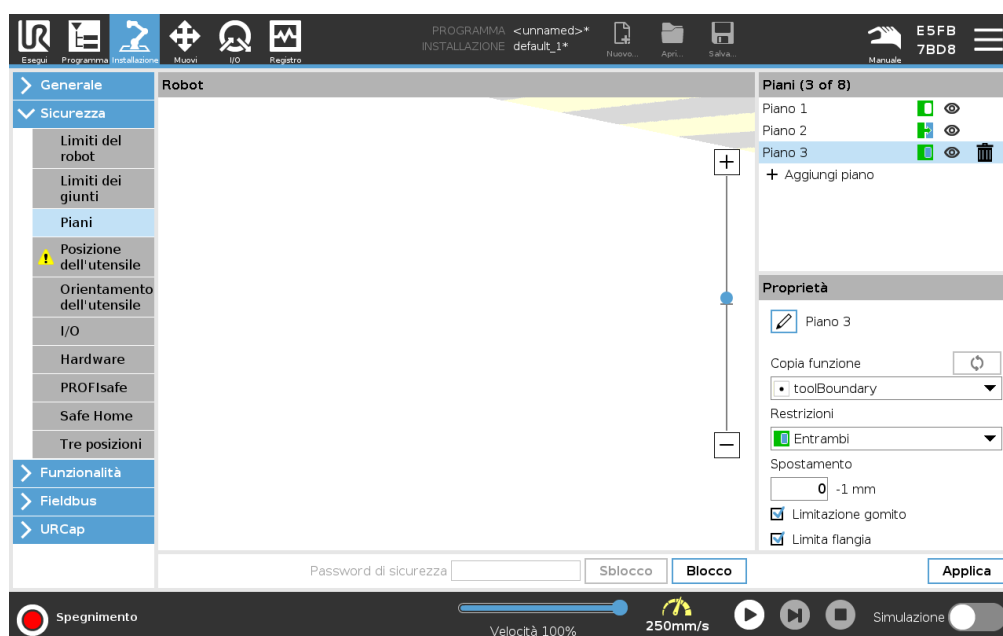 PROGRAMMA <unnamed>*
INSTALLAZIONE default_1*
Esegui
Programma
Installazione
Muovi
I/O
Registro
Nuovo...
Apri...
Salva...
Manuale
E5FB
7BD8
Generale
Sicurezza
Limiti del
robot
Limiti dei
giunti
Piani
Posizione
dell'utensile
Orientamento
dell'utensile
I/O
Hardware
PROFIsafe
Safe Home
Tre posizioni
Funzionalità
Fieldbus
URCap
Robot
Piani (3 of 8)
Piano 1
Piano 2
Piano 3
+ Aggiungi piano
Proprietà
Piano 3
Copia funzione
toolBoundary
Restrizioni
Entrambi
Spostamento
0 -1 mm
Limitazione gomito
Limita flangia
Password di sicurezza
Sblocco
Blocco
Applica
Spegnimento
Velocità 100%
250mm/s
Simulazione